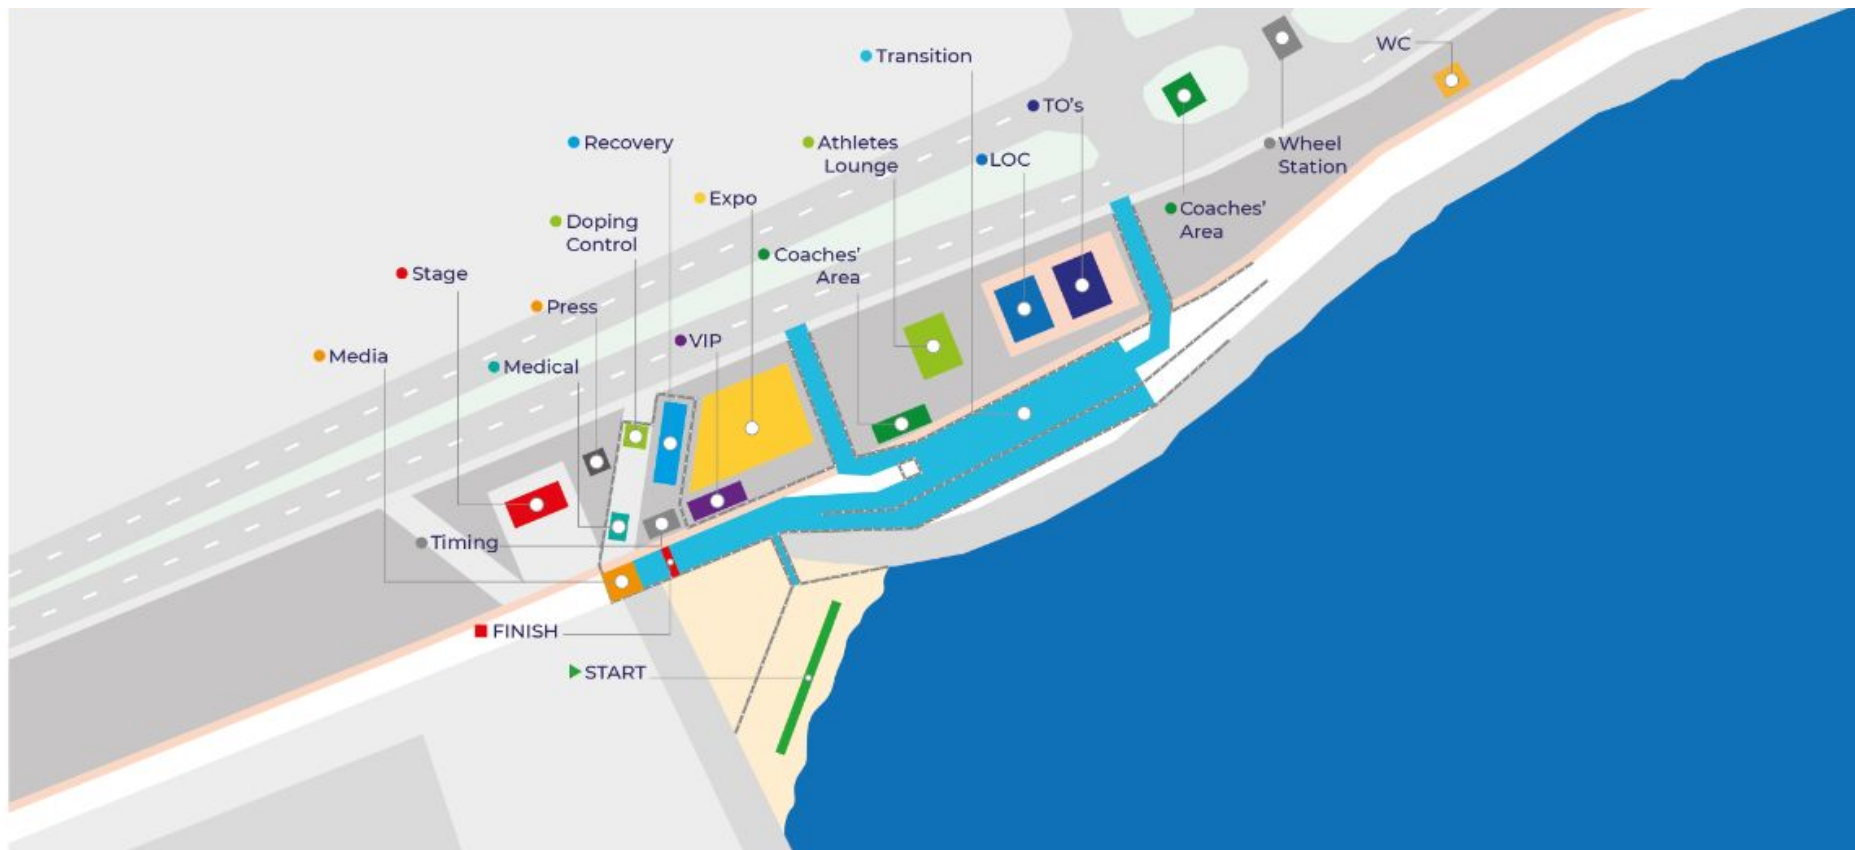 WC
Transition
TO's
Recovery
Athletes
Lounge
LOC
Wheel
Station
Expo
Doping
Control
Coaches'
Area
Coaches'
Area
Stage
Press
VIP
Media
Medical
Timing
FINISH
START